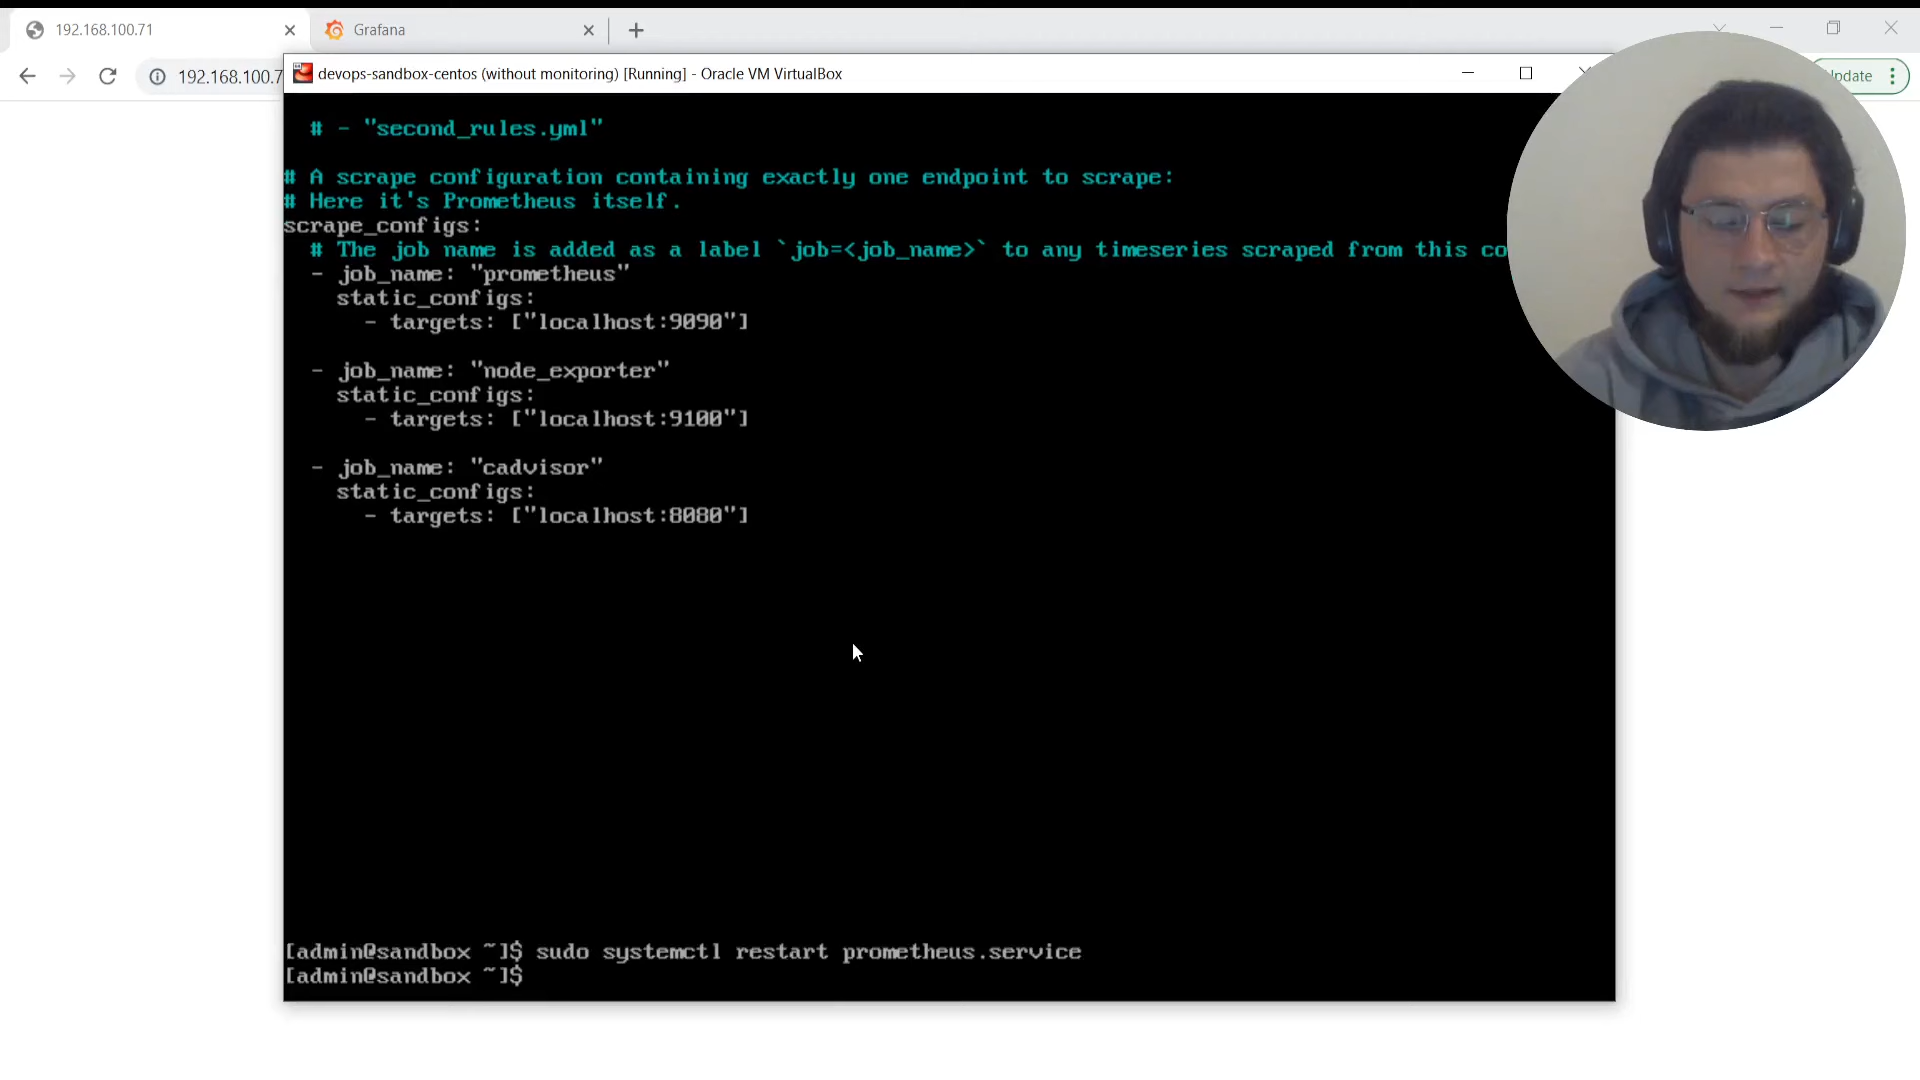 192.168.100.71
Grafana
192.168.100.7
devops-sandbox-centos (without monitoring) [Running] - Oracle VM VirtualBox
# - "second_rules.yml"
# A scrape configuration containing exactly one endpoint to scrape:
# Here it's Prometheus itself.
scrape_configs:
# The job name is added as a label `job=<job_name>` to any timeseries scraped from this co
- job_name: "prometheus"
static_configs:
- targets: ["localhost:9090"]
- job_name: "node_exporter"
static_configs:
- targets: ["localhost:9100"]
- job_name: "cadvisor"
static_configs:
- targets: ["localhost:8080"]
[admin@sandbox ~]$ sudo systemctl restart prometheus.service
[admin@sandbox ~]$